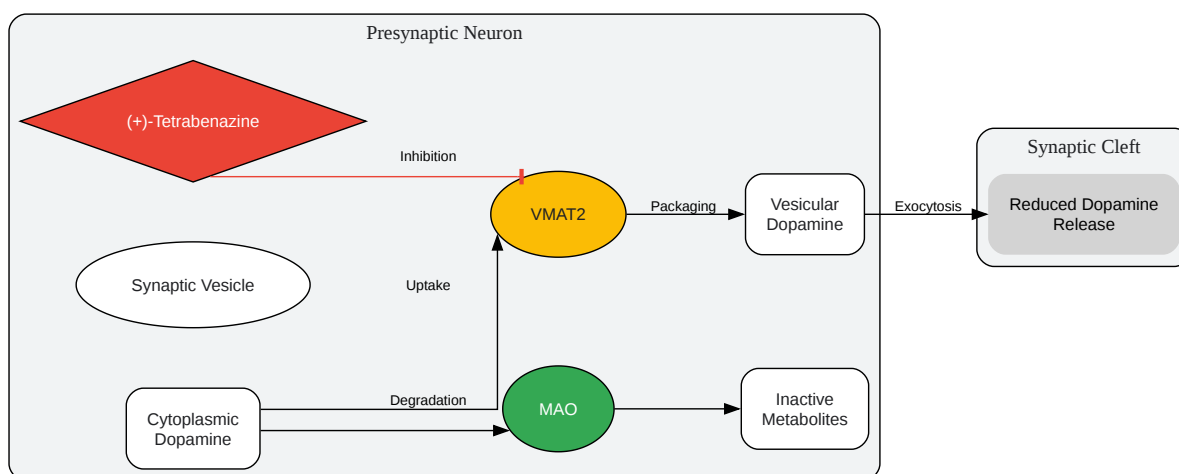 Presynaptic Neuron
(+)-Tetrabenazine
Inhibition
VMAT2
Packaging
Vesicular
Dopamine
Exocytosis
Synaptic Cleft
Reduced Dopamine
Release
Synaptic Vesicle
Uptake
Cytoplasmic
Dopamine
Degradation
MAO
Inactive
Metabolites